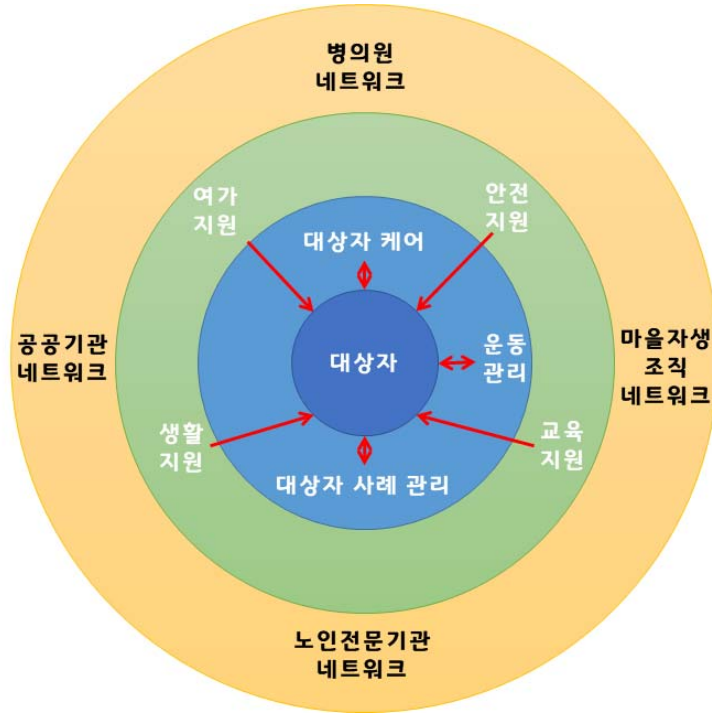 병의원
네트워크
여가
지원
안전
지원
대상자 케어
공공기관
네트워크
대상자
운동
관리
마을자생
조직
네트워크
생활
지원
교육
지원
대상자 사례 관리
노인전문기관
네트워크